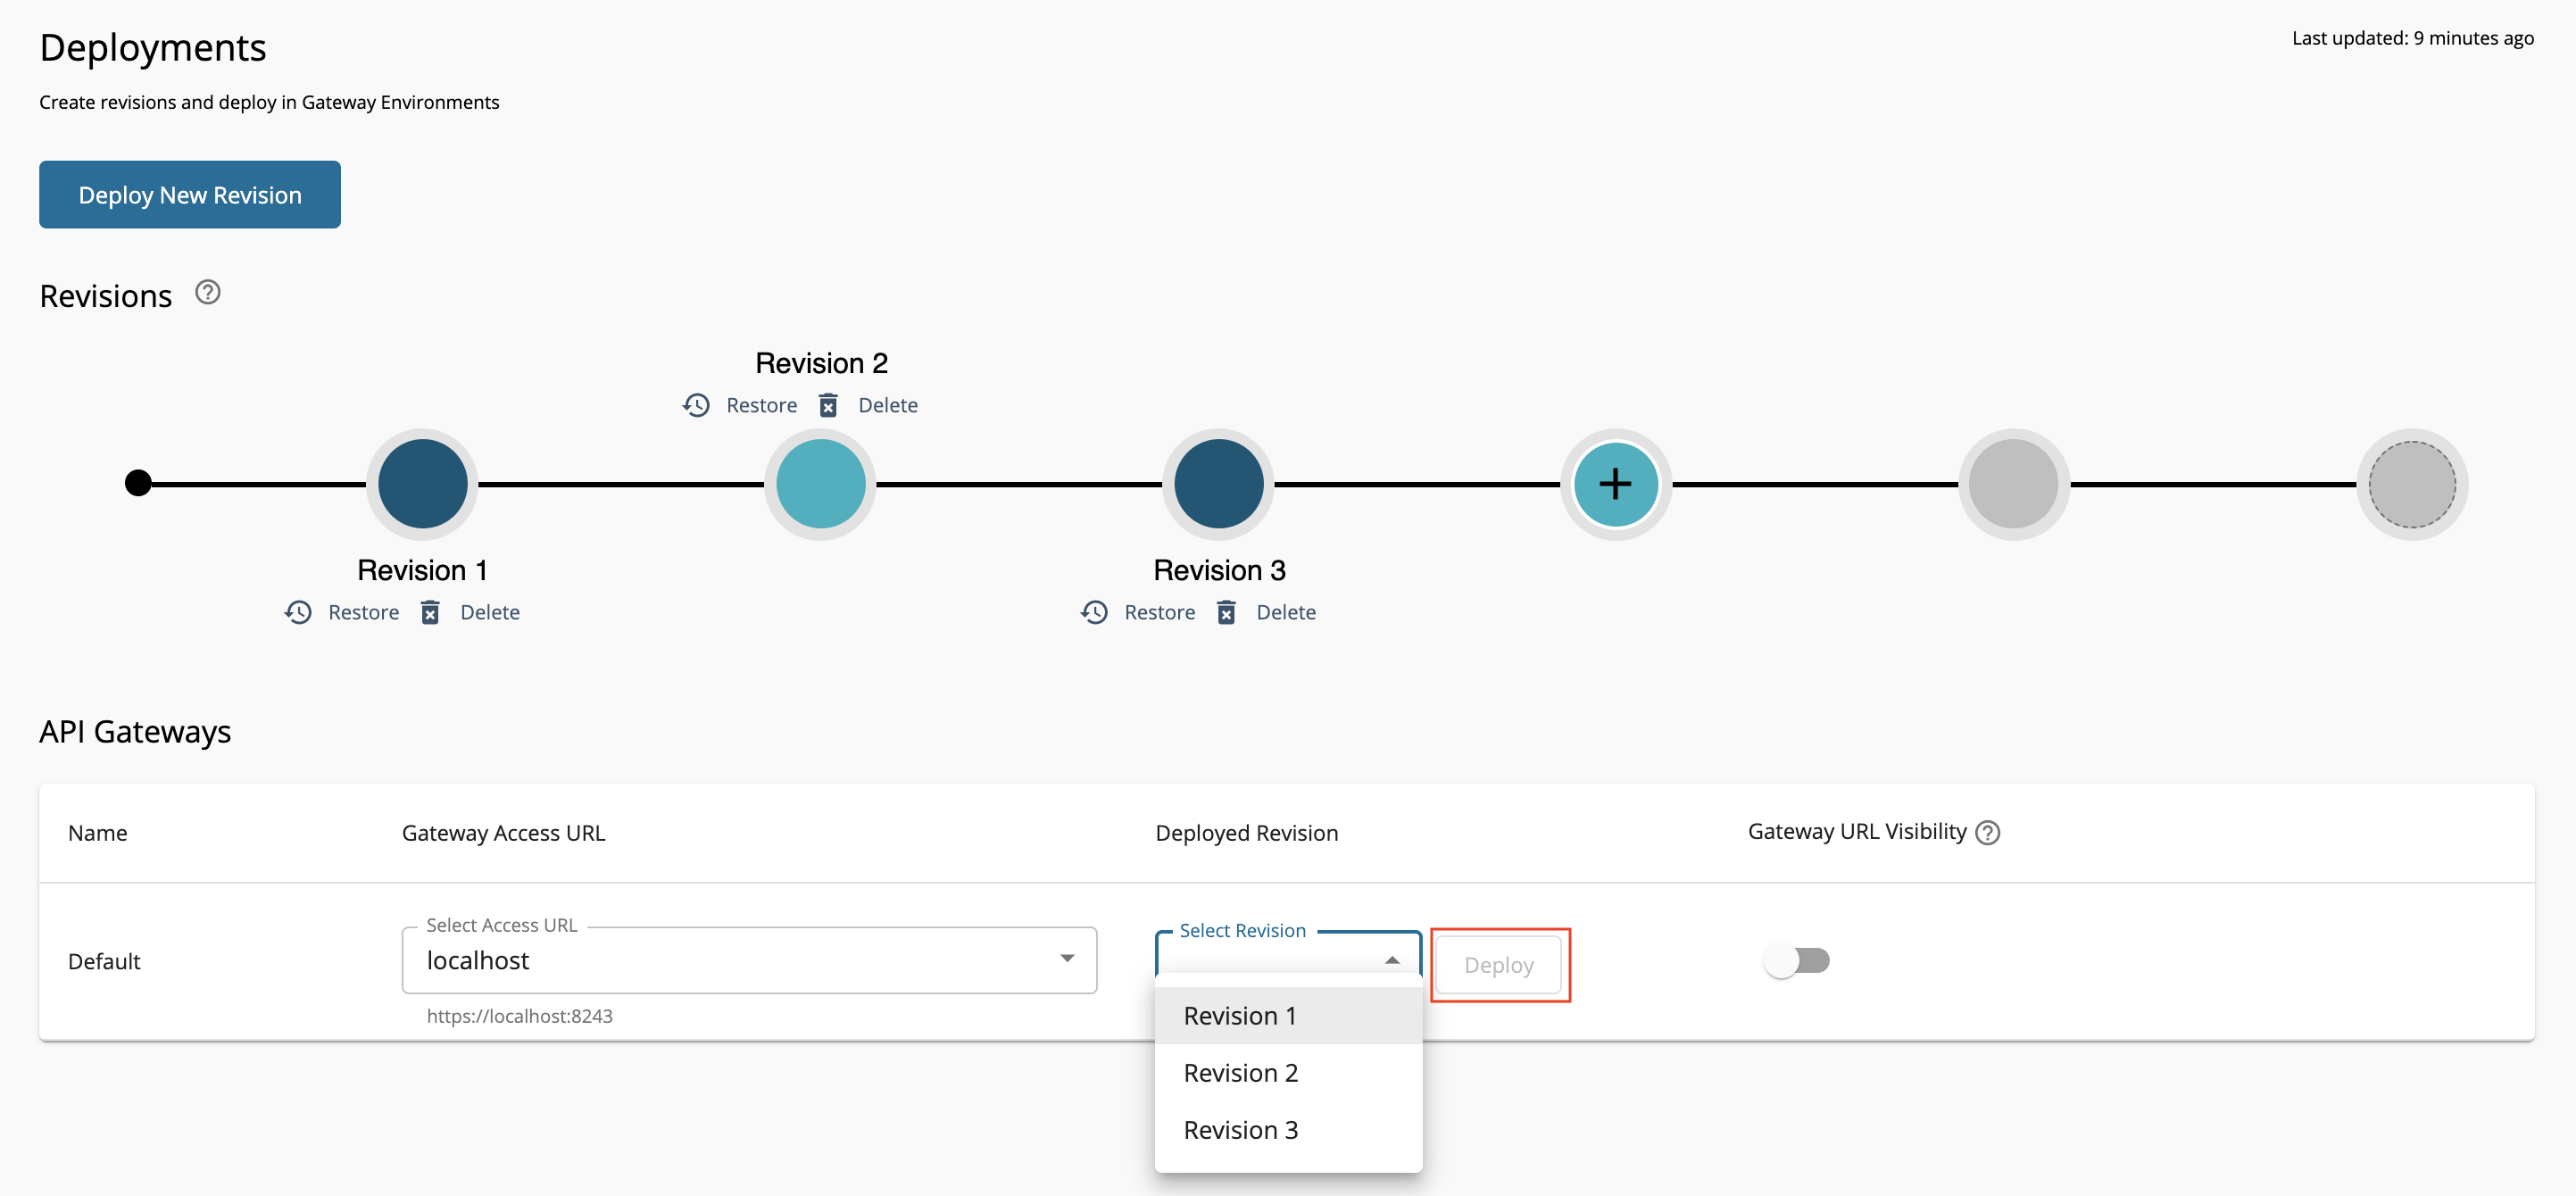 Deployments
Last updated: 9 minutes ago
Create revisions and deploy in Gateway Environments
Deploy New Revision
Revisions
Revision 2
Restore Delete
Revision 1
Restore Delete
Revision 3
Restore Delete
API Gateways
Name Gateway Access URL Deployed Revision Gateway URL Visibility
Select Access URL
Select Revision
Default localhost Deploy
https://localhost:8243
Revision 1
Revision 2
Revision 3